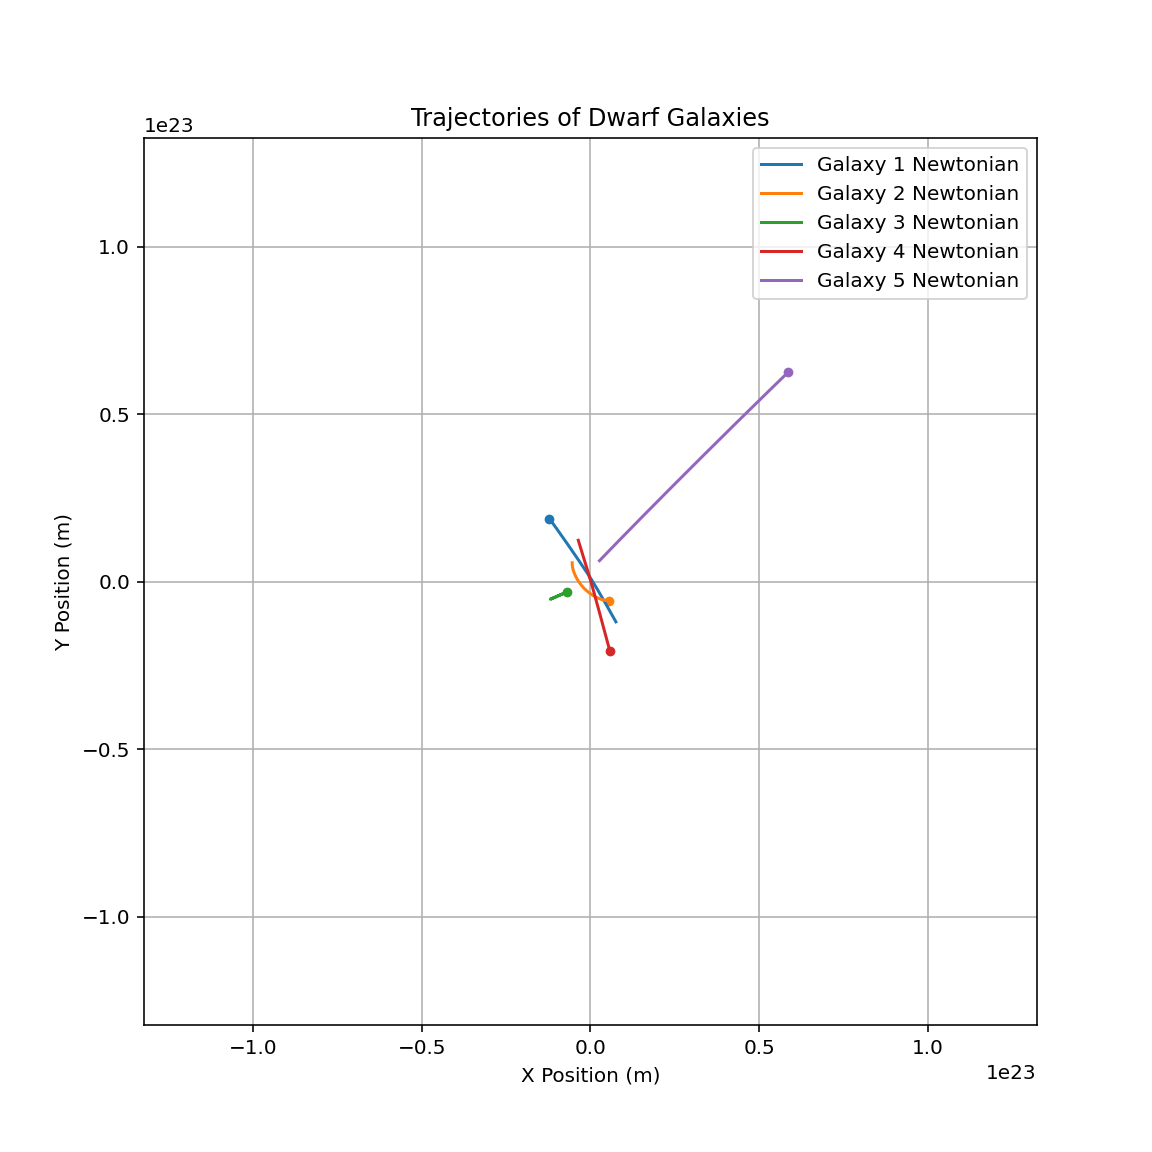 Trajectories of Dwarf Galaxies
1e23
Galaxy 1 Newtonian
Galaxy 2 Newtonian
Galaxy 3 Newtonian
Galaxy 4 Newtonian
Galaxy 5 Newtonian
1.0
0.5
0.0
−0.5
−1.0
Y Position (m)
−1.0 −0.5 0.0 0.5 1.0
1e23
X Position (m)